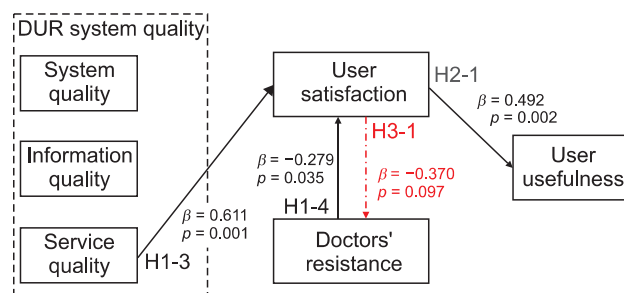 DUR system quality
System
quality
Information
quality
Service
quality
H1-3
β = 0.611
p = 0.001
User
satisfaction
H2-1
β = 0.492
p = 0.002
User
usefulness
H3-1
β = −0.279
p = 0.035
β = −0.370
p = 0.097
H1-4
Doctors'
resistance